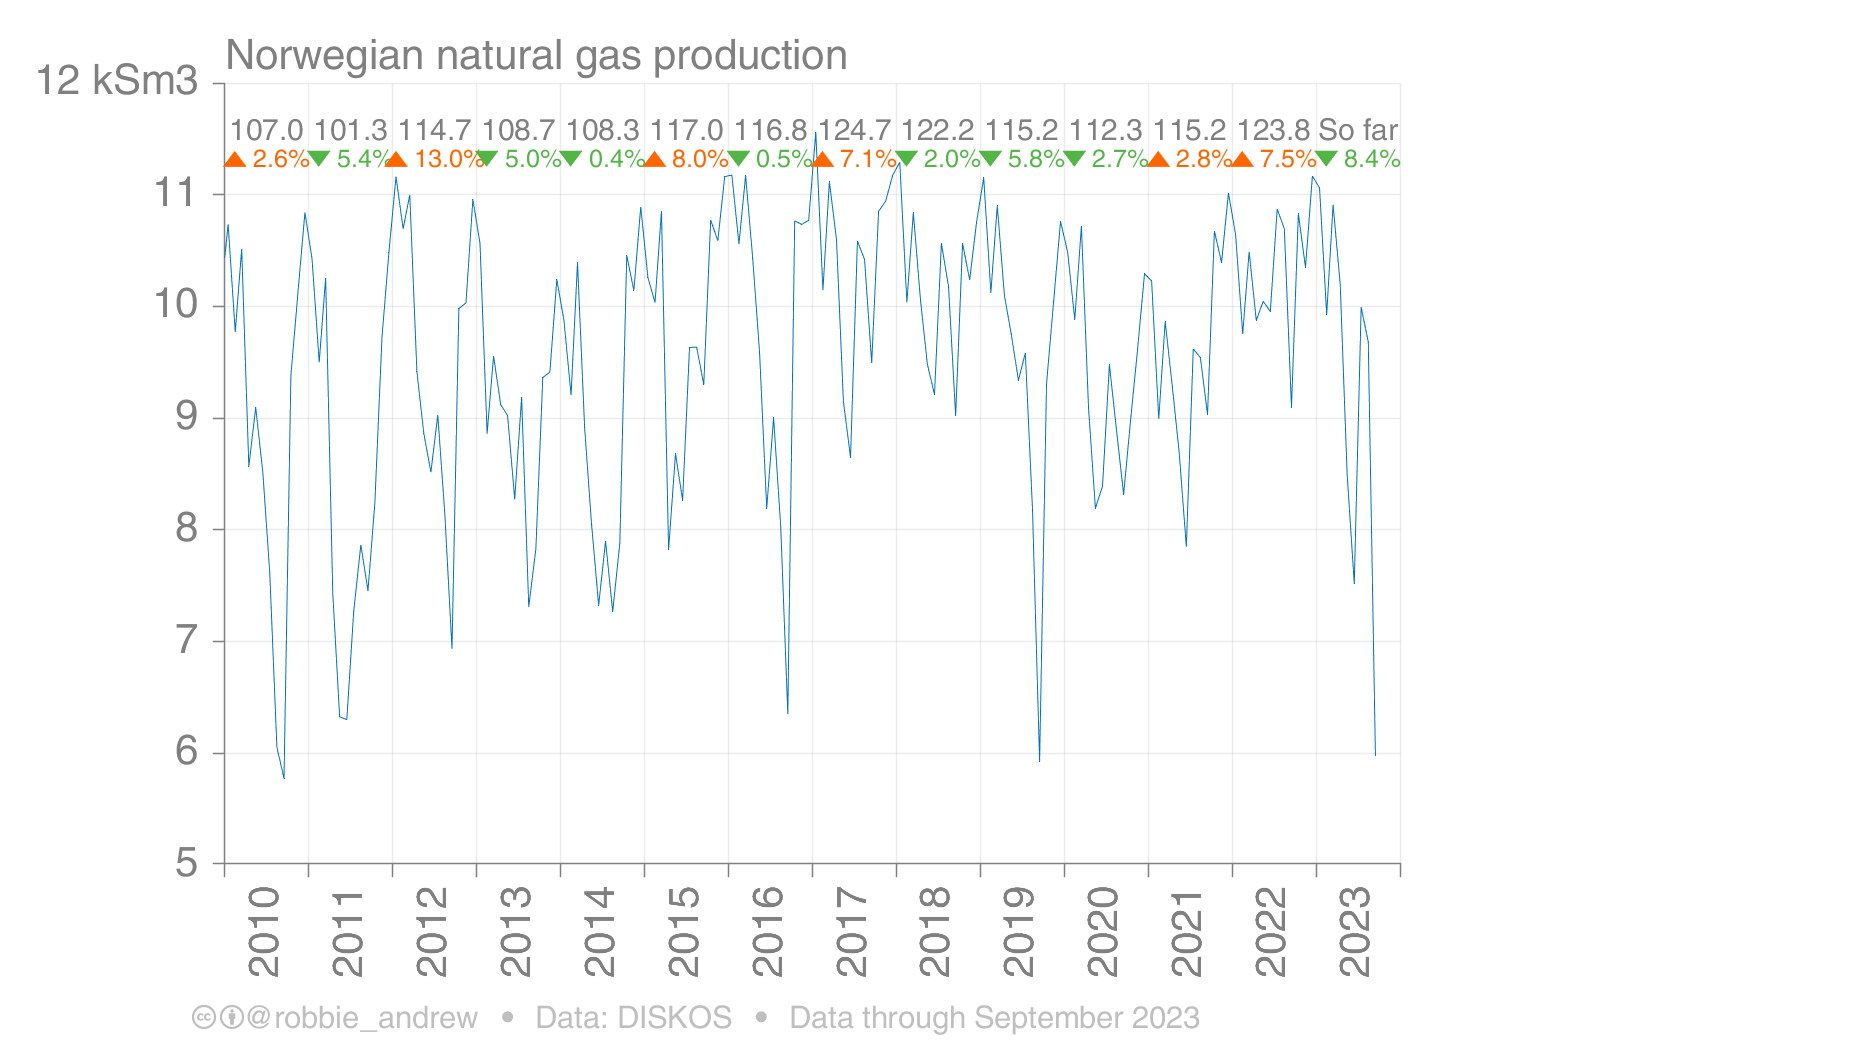 Norwegian natural gas production
12 kSm3
107.0 101.3 114.7 108.7 108.3 117.0 116.8 124.7 122.2 115.2 112.3 115.2 123.8 So far
▲ 2.6% ▼ 5.4% ▲ 13.0% ▼ 5.0% ▼ 0.4% ▲ 8.0% ▼ 0.5% ▲ 7.1% ▼ 2.0% ▼ 5.8% ▼ 2.7% ▲ 2.8% ▲ 7.5% ▼ 8.4%
11
10
9
8
7
6
5
2010 2011 2012 2013 2014 2015 2016 2017 2018 2019 2020 2021 2022 2023
cc @robbie_andrew • Data: DISKOS • Data through September 2023